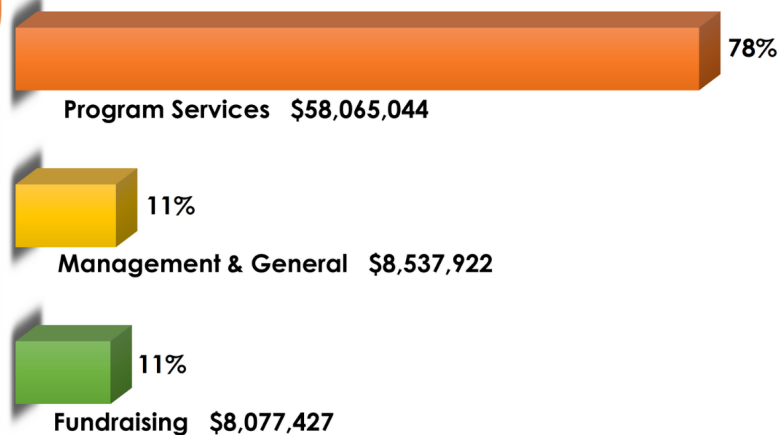 78%
Program Services $58,065,044
11%
Management & General $8,537,922
11%
Fundraising $8,077,427